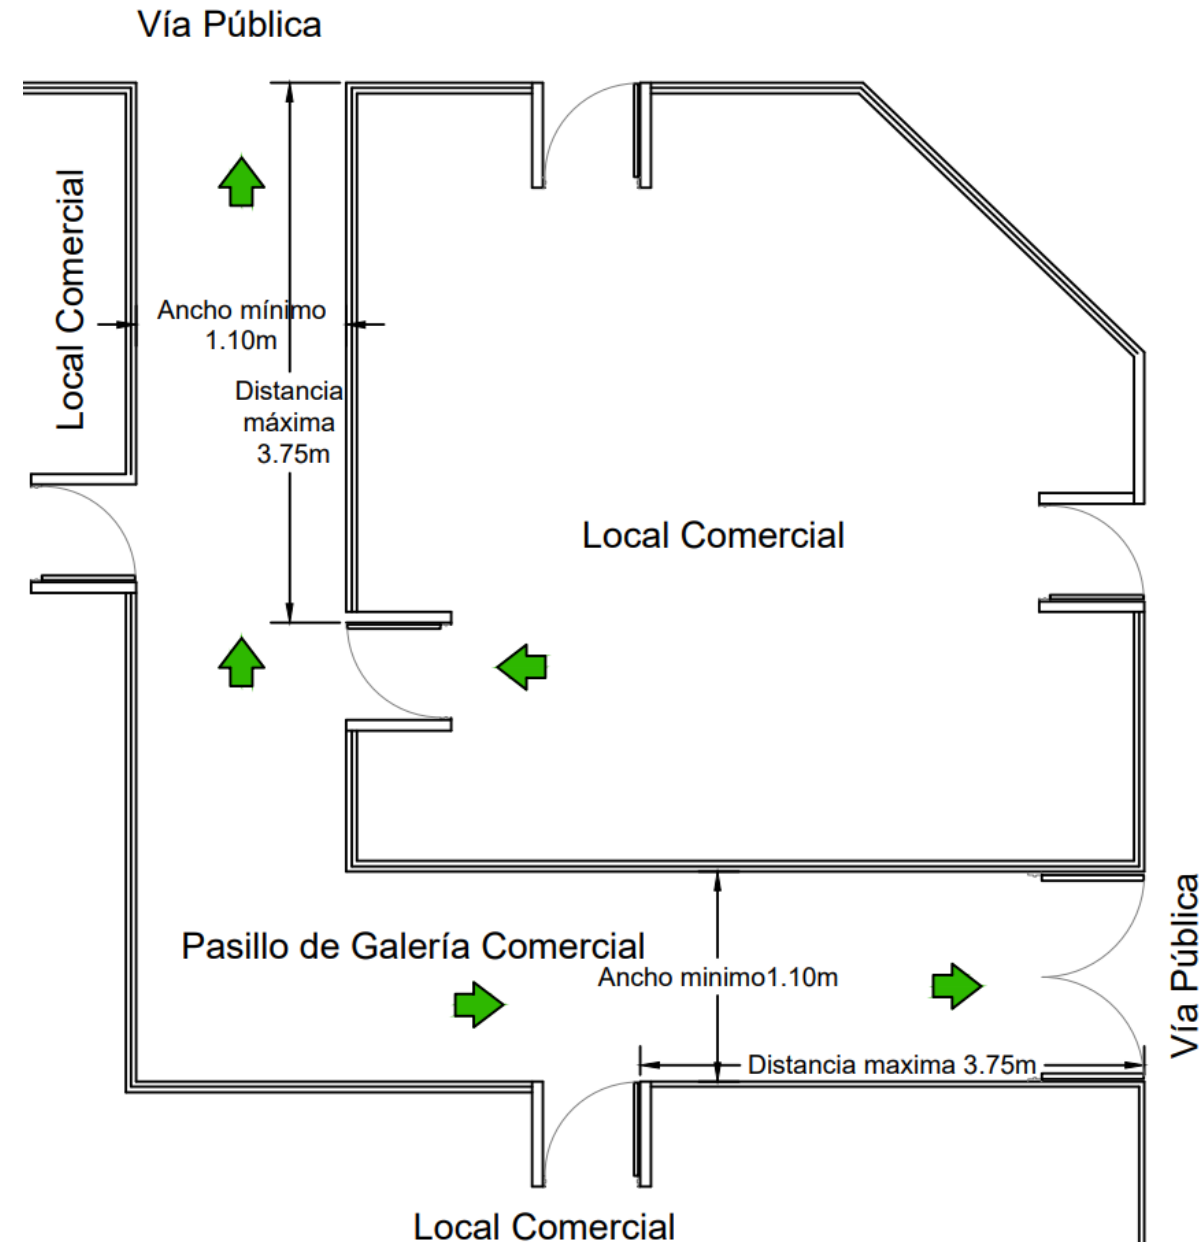 Vía Pública
Local Comercial
Ancho mínimo
1.10m
Distancia
máxima
3.75m
Local Comercial
Pasillo de Galería Comercial
Ancho minimo1.10m
Vía Pública
Distancia maxima 3.75m
Local Comercial